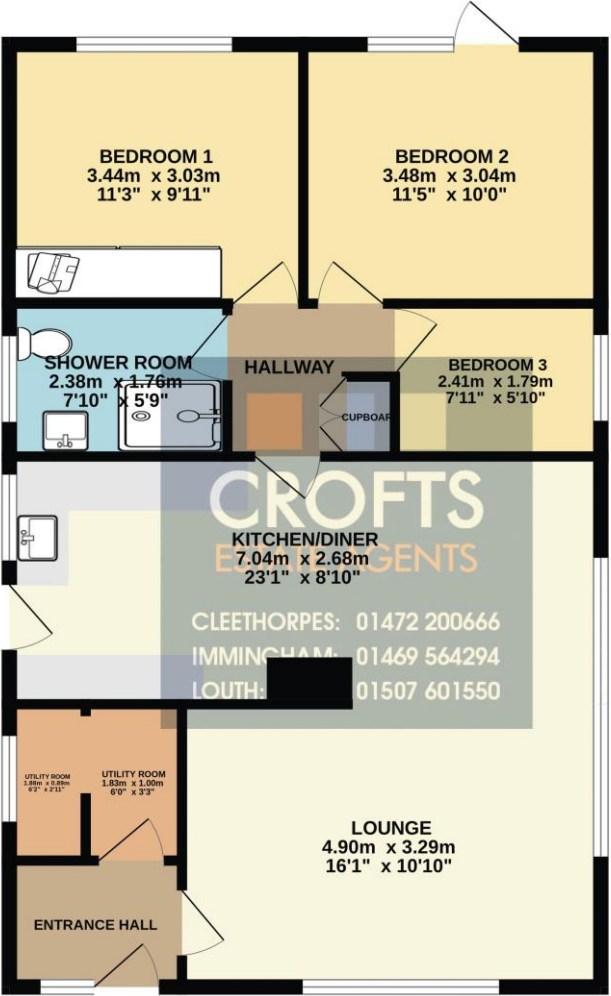 BEDROOM 1
3.44m x 3.03m
11'3" x 9'11"
BEDROOM 2
3.48m x 3.04m
11'5" x 10'0"
SHOWER ROOM
2.38m x 1.76m
7'10" x 5'9"
HALLWAY
BEDROOM 3
2.41m x 1.79m
7'11" x 5'10"
CUPBOAR
CROFTS
ESTATE AGENTS
KITCHEN/DINER
7.04m x 2.68m
23'1" x 8'10"
CLEETHORPES: 01472 200666
IMMINGHAM: 01469 564294
LOUTH: 01507 601550
UTILITY ROOM
1.88m x 0.89m
6'2" x 2'11"
UTILITY ROOM
1.83m x 1.00m
6'0" x 3'3"
LOUNGE
4.90m x 3.29m
16'1" x 10'10"
ENTRANCE HALL